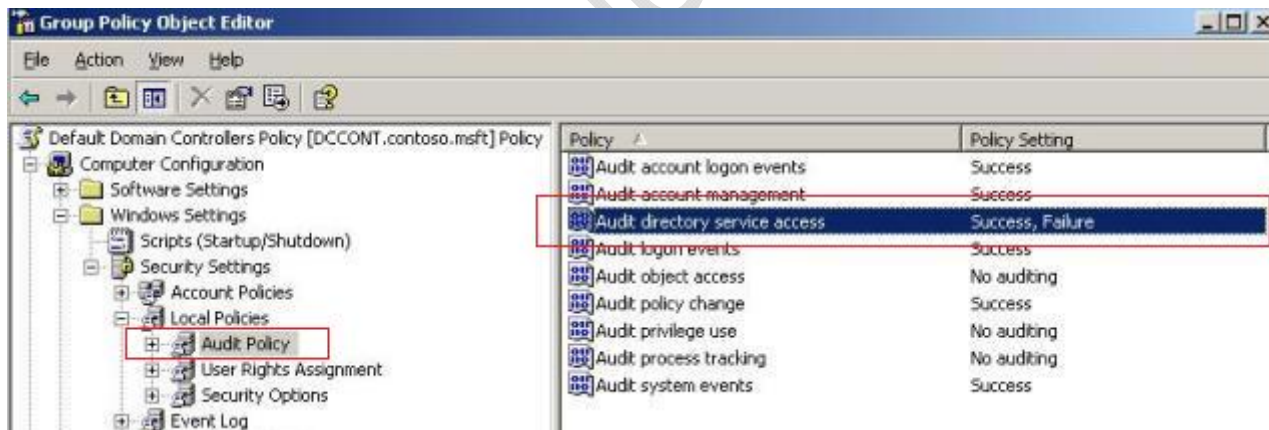 Group Policy Object Editor
File Action View Help
Default Domain Controllers Policy [DCCONT.contoso.msft] Policy
Computer Configuration
Software Settings
Windows Settings
Scripts (Startup/Shutdown)
Security Settings
Account Policies
Local Policies
Audit Policy
User Rights Assignment
Security Options
Event Log
Policy Policy Setting
Audit account logon events Success
Audit account management Success
Audit directory service access Success, Failure
Audit logon events Success
Audit object access No auditing
Audit policy change Success
Audit privilege use No auditing
Audit process tracking No auditing
Audit system events Success